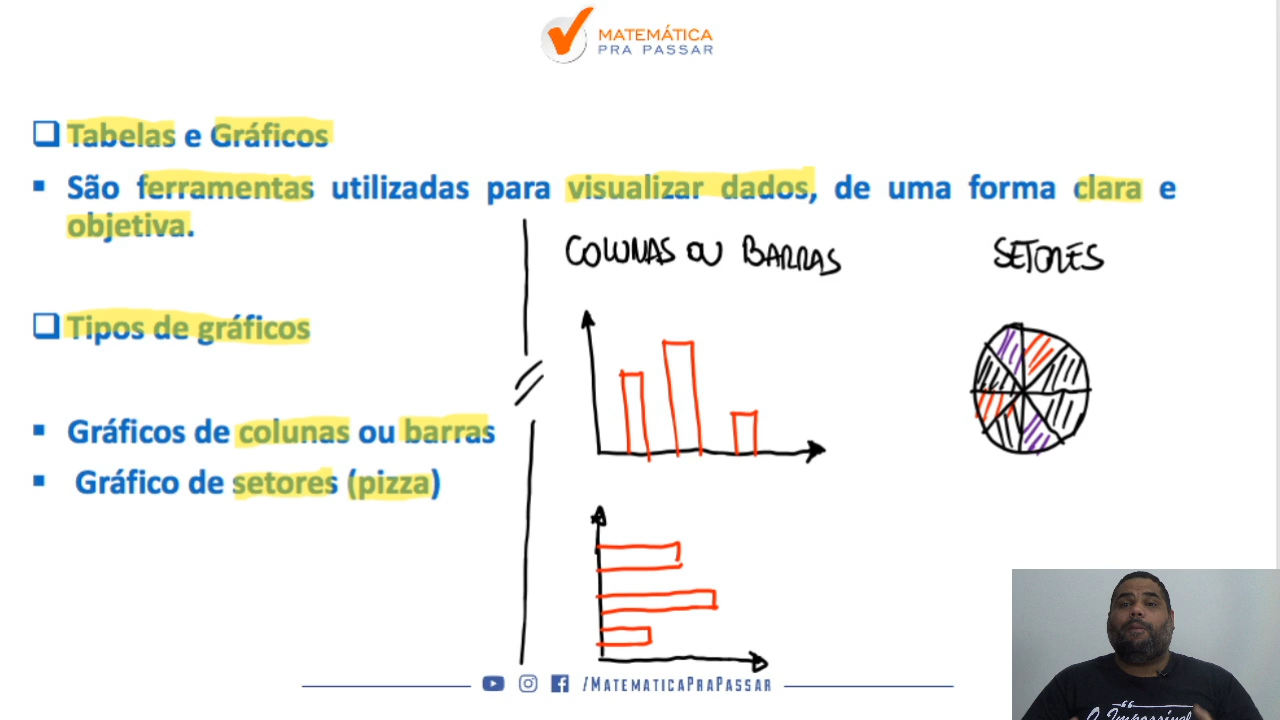 MATEMÁTICA
PRA PASSAR
Tabelas e Gráficos
São ferramentas utilizadas para visualizar dados, de uma forma clara e
objetiva.
COLUNAS OU BARRAS
SETORES
Tipos de gráficos
Gráficos de colunas ou barras
Gráfico de setores (pizza)
/MATEMATICAPRAPASSAR
O Impossível